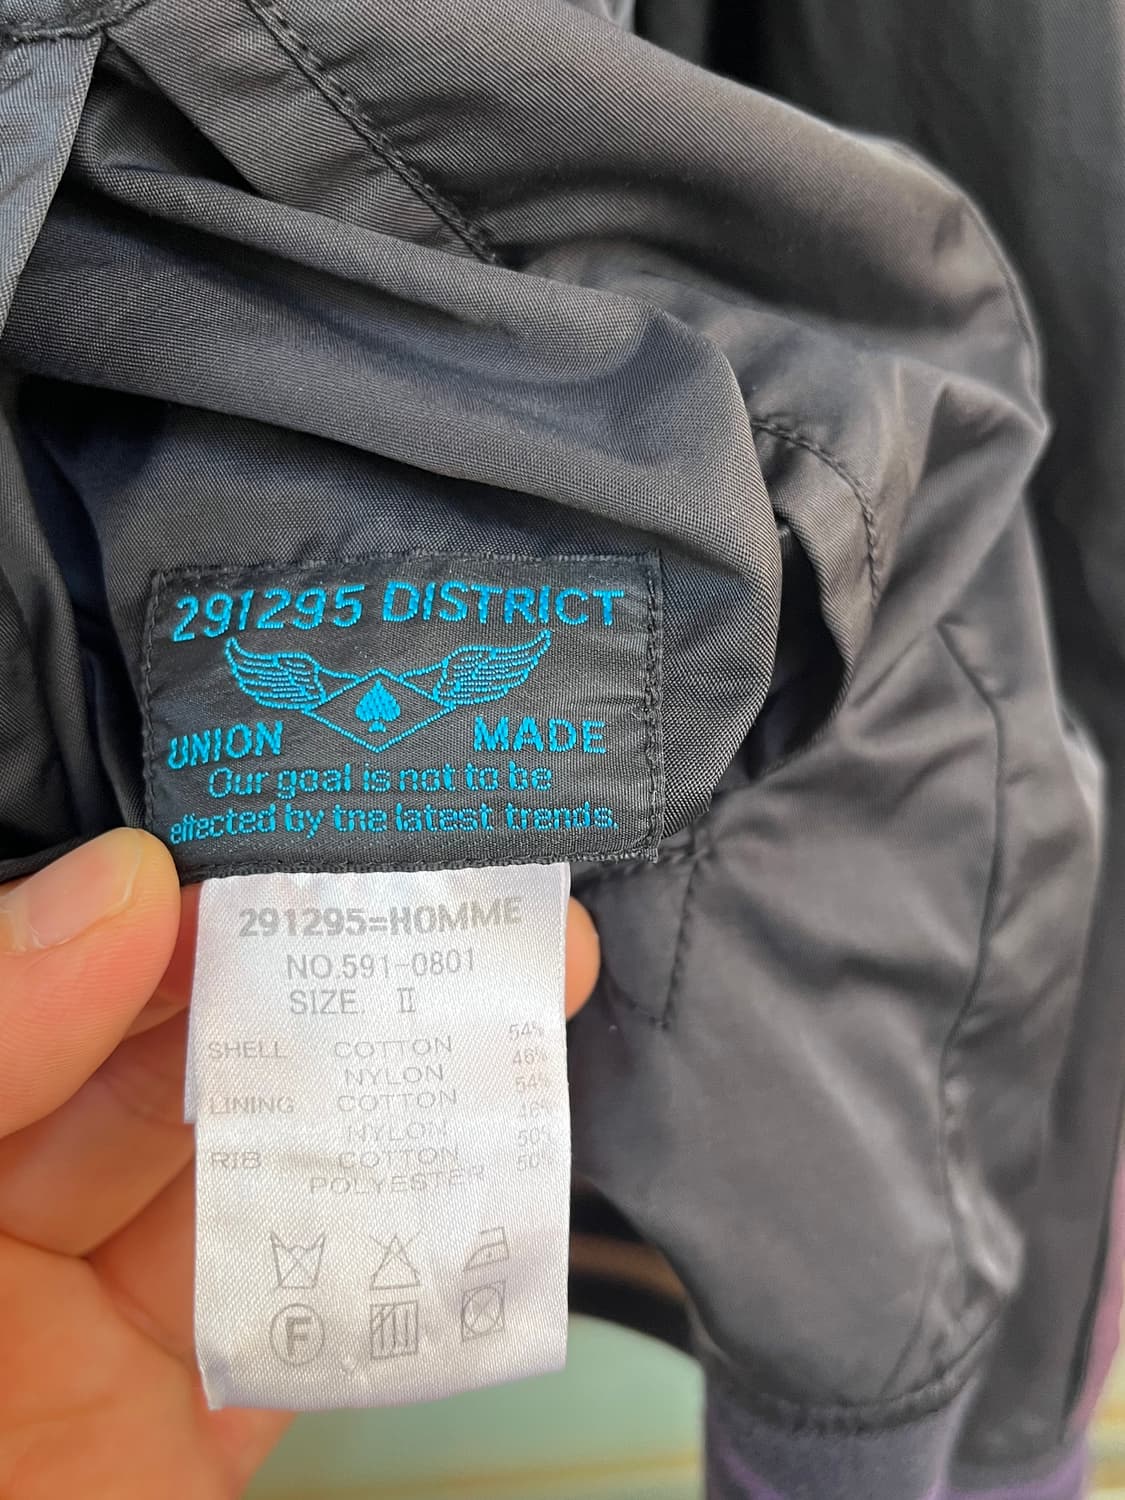 291295 DISTRICT
UNION MADE
Our goal is not to be
effected by tne latest trends.
291295=HOMME
NO.591-0801
SIZE. Ⅱ
SHELL COTTON 54%
NYLON 46%
LINING COTTON 54%
NYLON 46%
RIB COTTON 50%
POLYESTER 50%
F